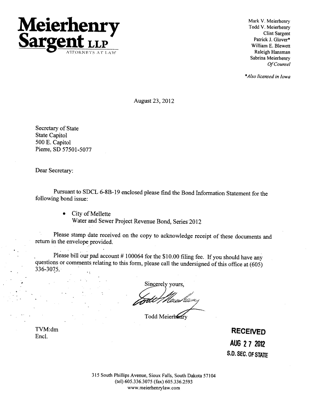 Meierhenry
Sargent LLP
ATTORNEYS AT LAW
Mark V. Meierhenry
Todd V. Meierhenry
Clint Sargent
Patrick J. Glover*
William E. Blewett
Raleigh Hansman
Sabrina Meierhenry
Of Counsel
*Also licensed in Iowa
August 23, 2012
Secretary of State
State Capitol
500 E. Capitol
Pierre, SD 57501-5077
Dear Secretary:
Pursuant to SDCL 6-8B-19 enclosed please find the Bond Information Statement for the
following bond issue:
• City of Mellette
Water and Sewer Project Revenue Bond, Series 2012
Please stamp date received on the copy to acknowledge receipt of these documents and
return in the envelope provided.
Please bill our pad account # 100064 for the $10.00 filing fee. If you should have any
questions or comments relating to this form, please call the undersigned of this office at (605)
336-3075.
Sincerely yours,
Todd Meierhenry
Todd Meierhenry
TVM:dm
Encl.
RECEIVED
AUG 27 2012
S.D. SEC. OF STATE
315 South Phillips Avenue, Sioux Falls, South Dakota 57104
(tel) 605.336.3075 (fax) 605.336.2593
www.meierhenrylaw.com